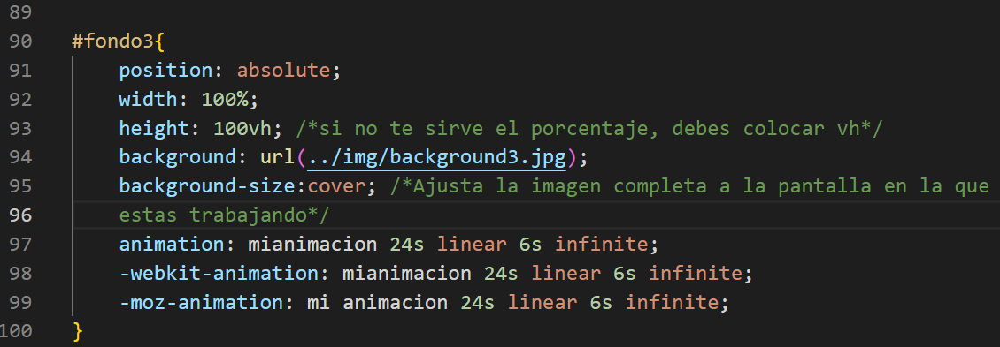 89
90 #fondo3{
91 position: absolute;
92 width: 100%;
93 height: 100vh; /*si no te sirve el porcentaje, debes colocar vh*/
94 background: url(../img/background3.jpg);
95 background-size:cover; /*Ajusta la imagen completa a la pantalla en la que
96 estas trabajando*/
97 animation: mianimacion 24s linear 6s infinite;
98 -webkit-animation: mianimacion 24s linear 6s infinite;
99 -moz-animation: mi animacion 24s linear 6s infinite;
100 }